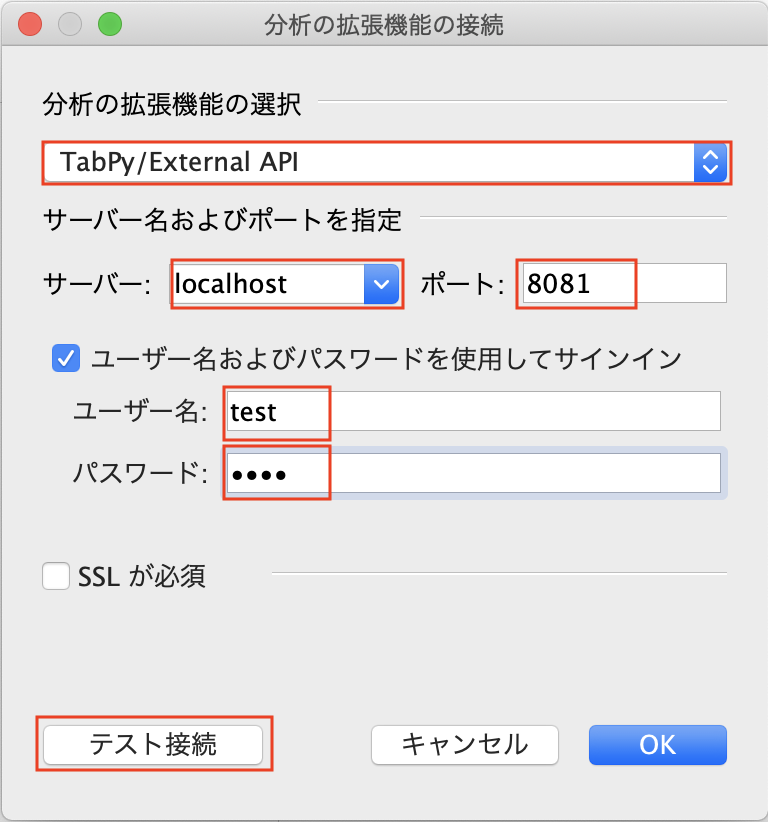 分析の拡張機能の接続
分析の拡張機能の選択
TabPy/External API
サーバー名およびポートを指定
サーバー: localhost ポート: 8081
ユーザー名およびパスワードを使用してサインイン
ユーザー名: test
パスワード: ••••
SSL が必須
テスト接続 キャンセル OK